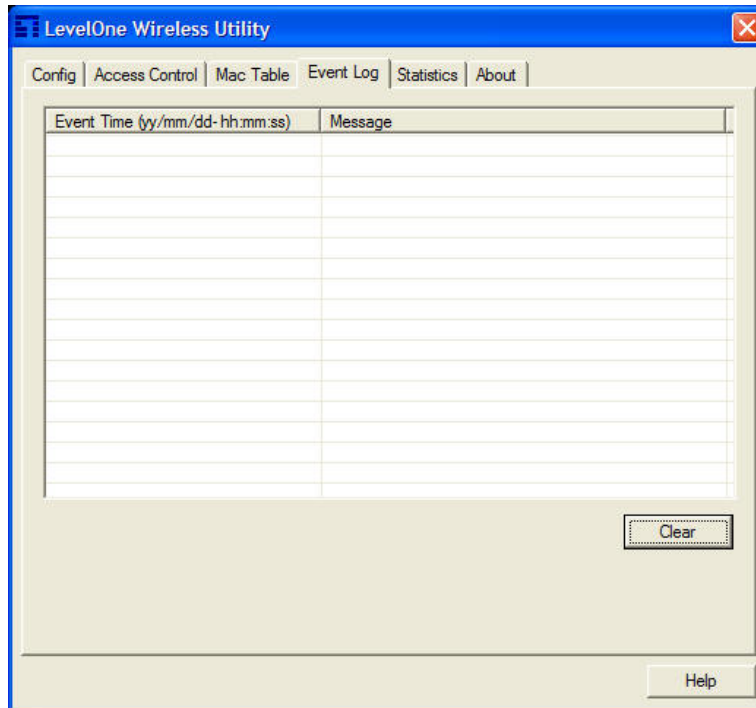 LevelOne Wireless Utility
Config Access Control Mac Table Event Log Statistics About
Event Time (yy/mm/dd-hh:mm:ss) Message
Clear
Help